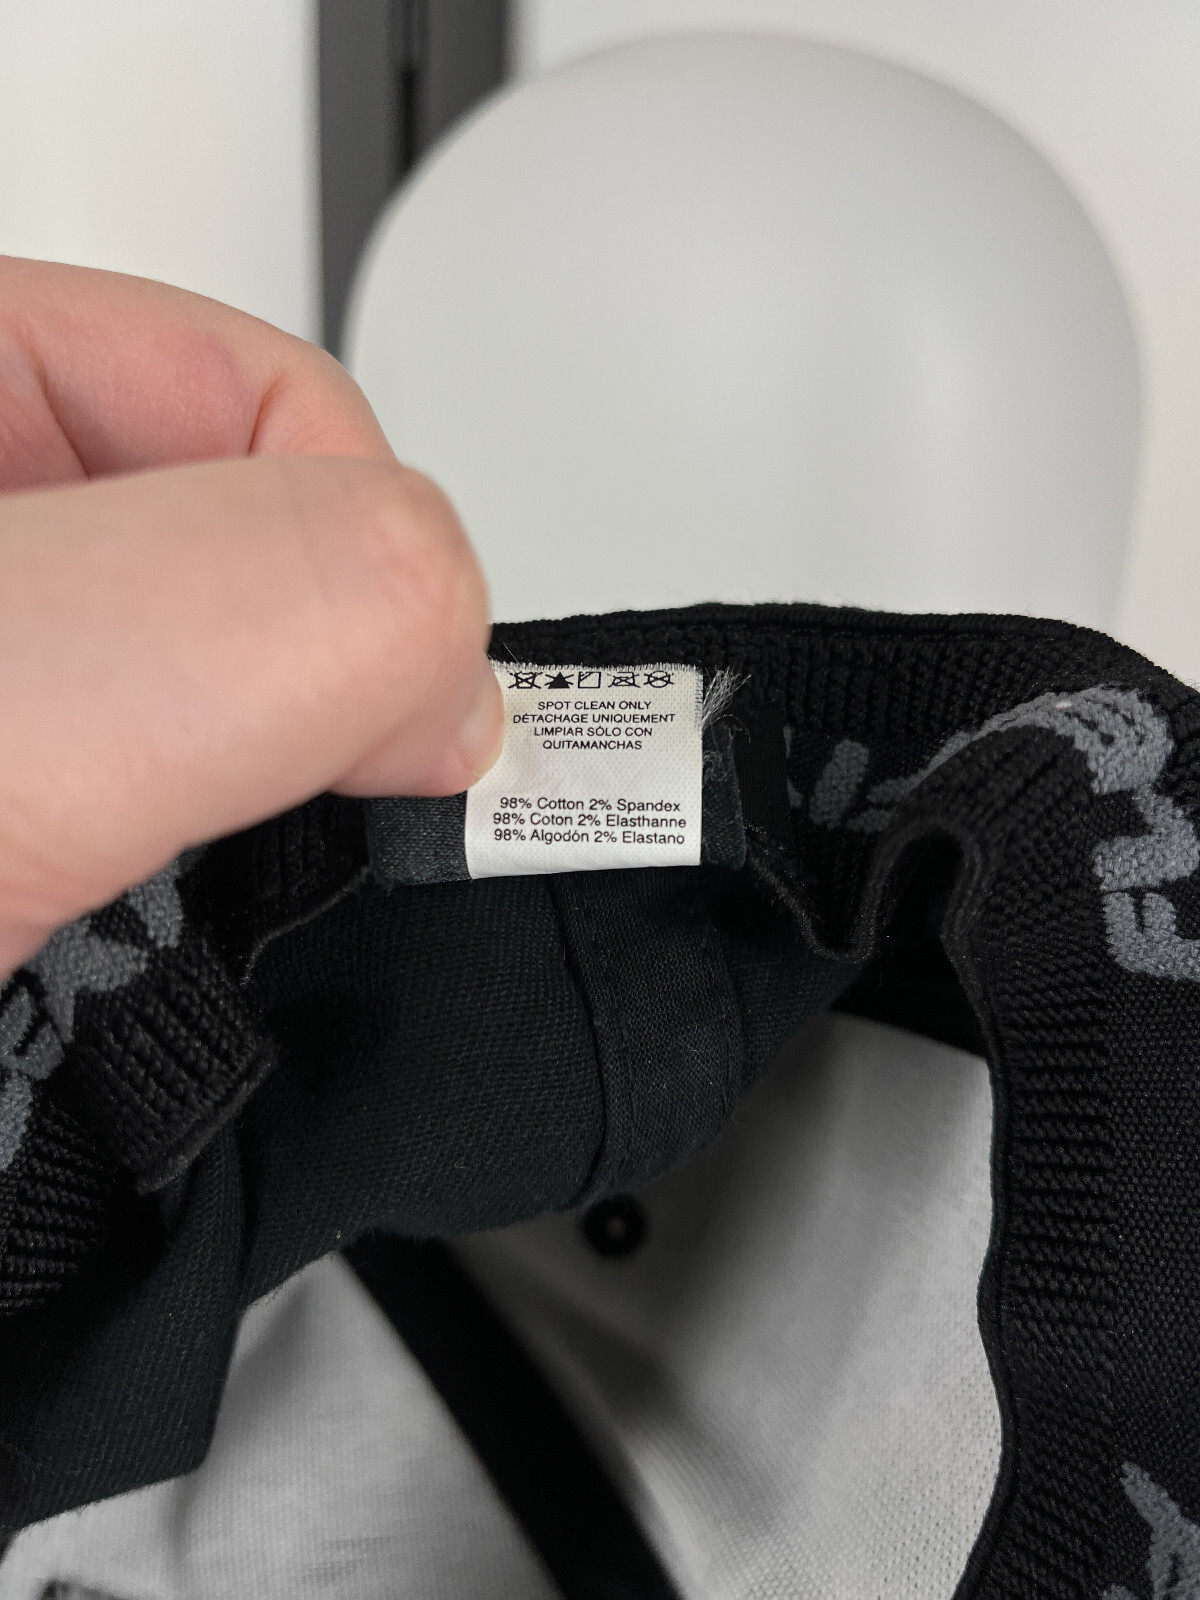 SPOT CLEAN ONLY
DÉTACHAGE UNIQUEMENT
LIMPIAR SÓLO CON
QUITAMANCHAS
98% Cotton 2% Spandex
98% Coton 2% Elasthanne
98% Algodón 2% Elastano